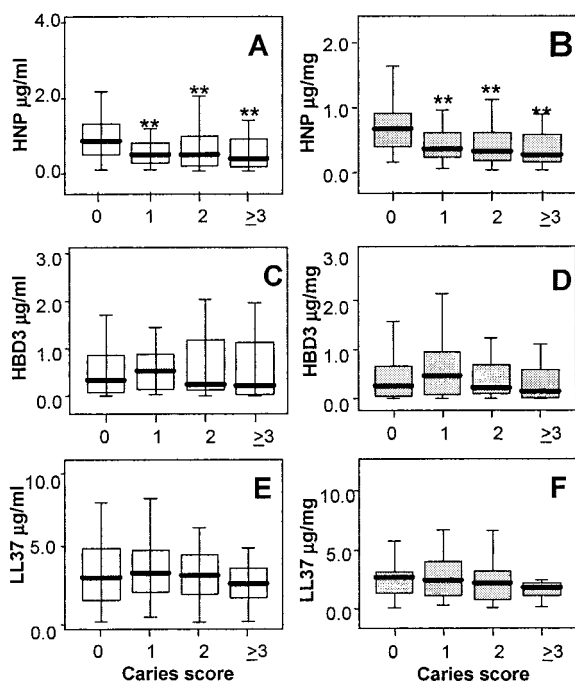 A
HNP µg/ml
4.0
2.0
0.0
** ** **
0 1 2 ≥3
B
HNP µg/mg
2.0
1.0
0.0
** ** **
0 1 2 ≥3
C
HBD3 µg/ml
3.0
1.0
0.0
0 1 2 ≥3
D
HBD3 µg/mg
3.0
1.0
0.0
0 1 2 ≥3
E
LL37 µg/ml
10.0
5.0
0.0
0 1 2 ≥3
Caries score
F
LL37 µg/mg
10.0
5.0
0.0
0 1 2 ≥3
Caries score